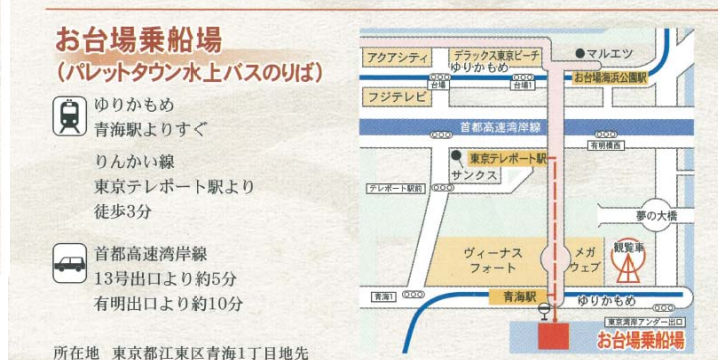 お台場乗船場
（パレットタウン水上バスのりば）
ゆりかもめ
青海駅よりすぐ
りんかい線
東京テレポート駅より
徒歩3分
首都高速湾岸線
13号出口より約5分
有明出口より約10分
所在地 東京都江東区青海1丁目地先
アクアシティ
デラックス東京ビーチ
●マルエツ
ゆりかもめ
お台場海浜公園駅
台場
台場1
フジテレビ
首都高速湾岸線
有明橋西
東京テレポート駅
サンクス
テレポート駅前
夢の大橋
ヴィーナス
フォート
メガ
ウェブ
観覧車
青海1
青海駅
ゆりかもめ
東京湾岸アンダー出口
お台場乗船場